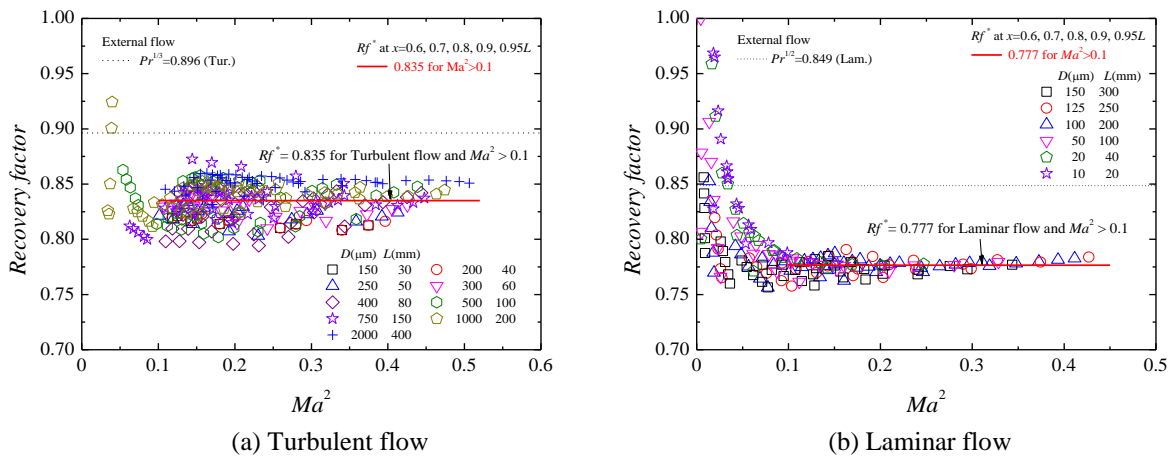 1.00
0.95
0.90
0.85
0.80
0.75
0.70
Recovery factor
External flow
Pr^1/3=0.896 (Tur.)
Rf* at x=0.6, 0.7, 0.8, 0.9, 0.95L
0.835 for Ma²>0.1
Rf*= 0.835 for Turbulent flow and Ma² > 0.1
D(μm) L(mm)
150 30 200 40
250 50 300 60
400 80 500 100
750 150 1000 200
2000 400
0 0.1 0.2 0.3 0.4 0.5 0.6
Ma²
(a) Turbulent flow
1.00
0.95
0.90
0.85
0.80
0.75
0.70
Recovery factor
External flow
Pr^1/2=0.849 (Lam.)
Rf* at x=0.6, 0.7, 0.8, 0.9, 0.95L
0.777 for Ma²>0.1
D(μm) L(mm)
150 300
125 250
100 200
50 100
20 40
10 20
Rf* = 0.777 for Laminar flow and Ma² > 0.1
0 0.1 0.2 0.3 0.4 0.5
Ma²
(b) Laminar flow